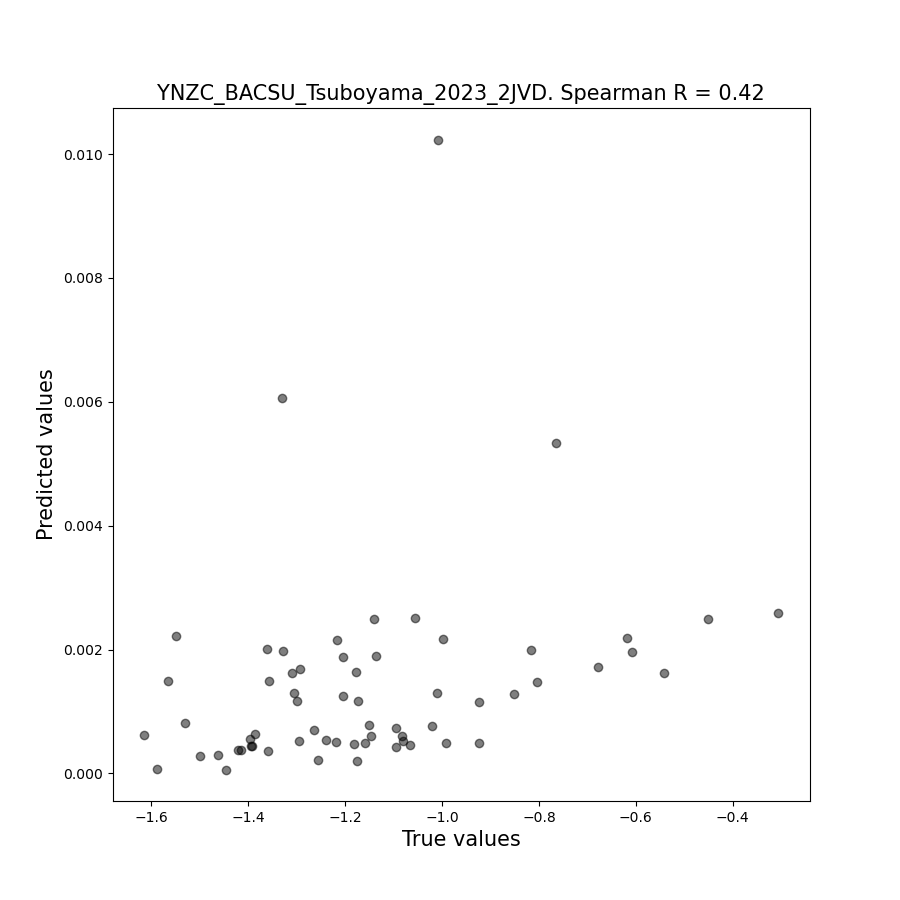 YNZC_BACSU_Tsuboyama_2023_2JVD. Spearman R = 0.42
0.010
0.008
0.006
0.004
0.002
0.000
Predicted values
−1.6 −1.4 −1.2 −1.0 −0.8 −0.6 −0.4
True values